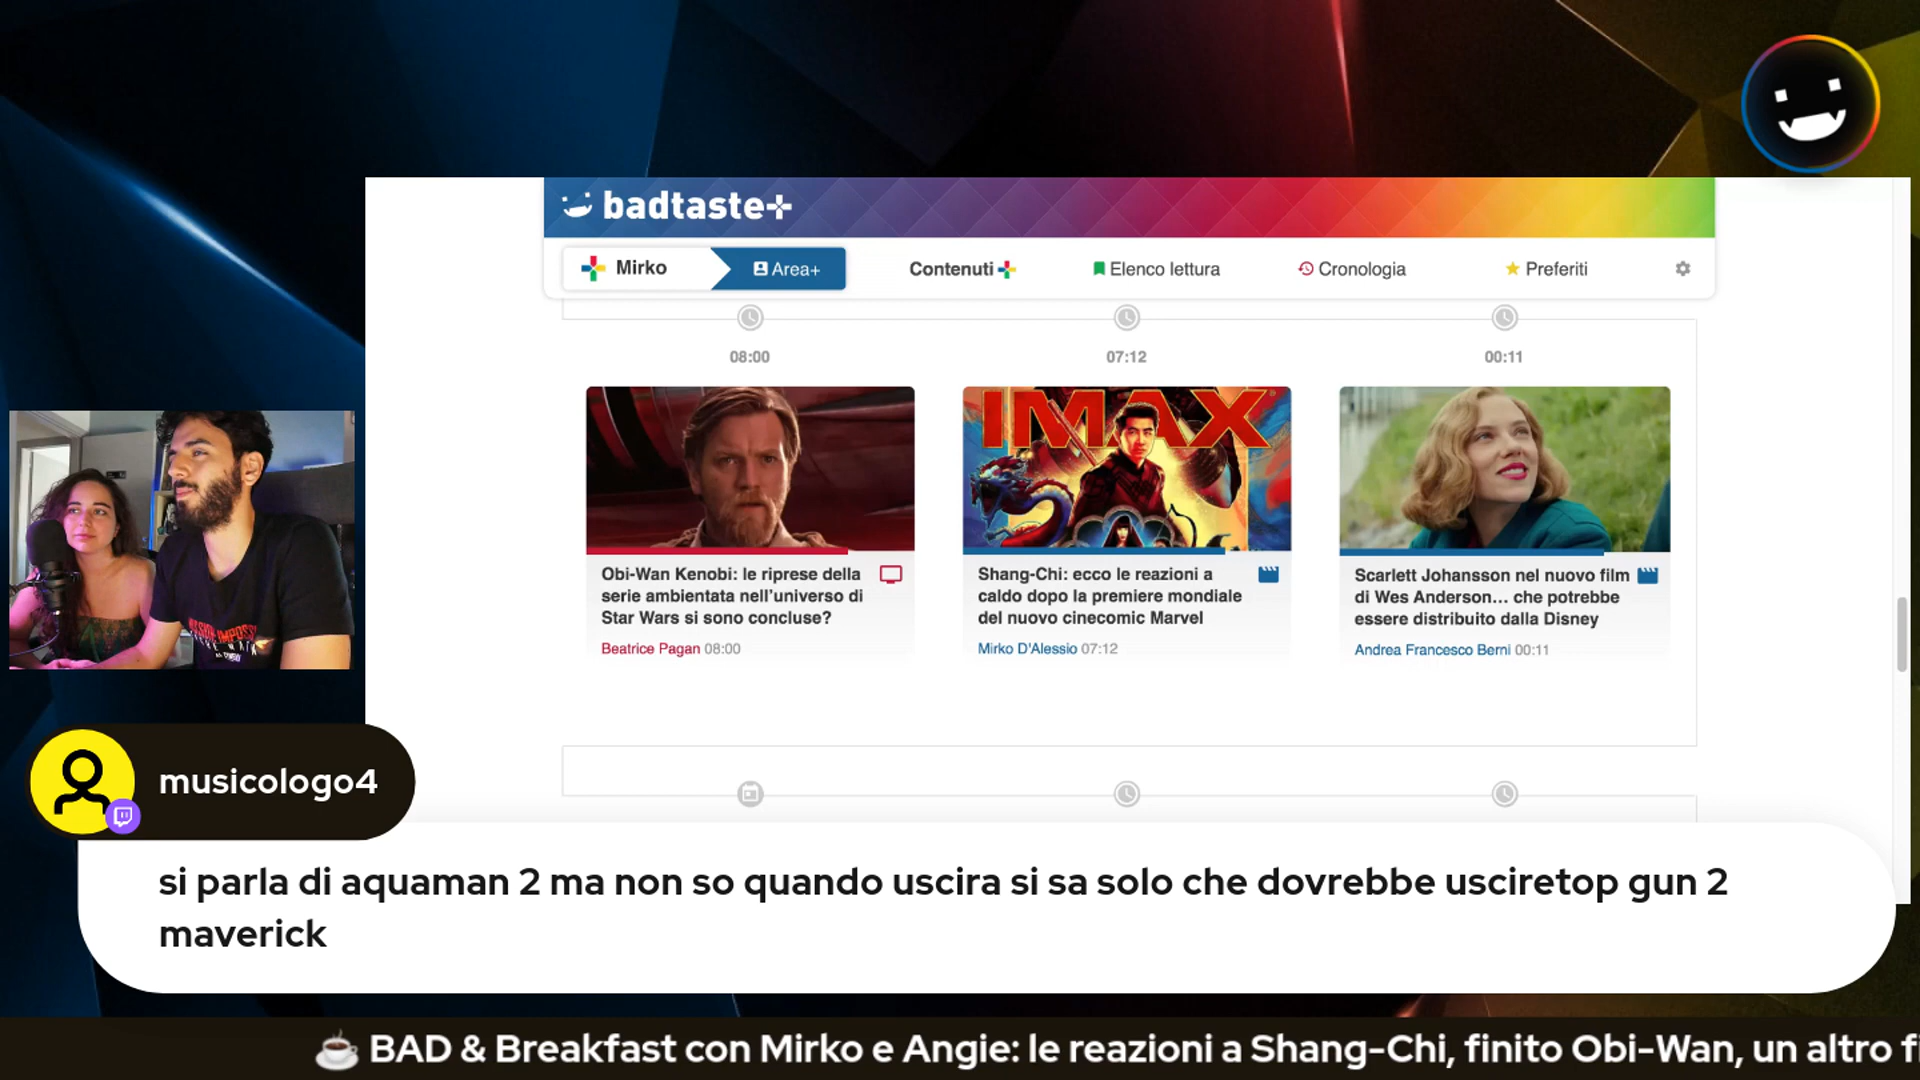 badtaste+
Mirko
Area+
Contenuti
Elenco lettura
Cronologia
Preferiti
08:00
07:12
00:11
IMAX
Obi-Wan Kenobi: le riprese della
serie ambientata nell'universo di
Star Wars si sono concluse?
Beatrice Pagan 08:00
Shang-Chi: ecco le reazioni a
caldo dopo la premiere mondiale
del nuovo cinecomic Marvel
Mirko D'Alessio 07:12
Scarlett Johansson nel nuovo film
di Wes Anderson... che potrebbe
essere distribuito dalla Disney
Andrea Francesco Berni 00:11
musicologo4
si parla di aquaman 2 ma non so quando uscira si sa solo che dovrebbe usciretop gun 2
maverick
BAD & Breakfast con Mirko e Angie: le reazioni a Shang-Chi, finito Obi-Wan, un altro fi